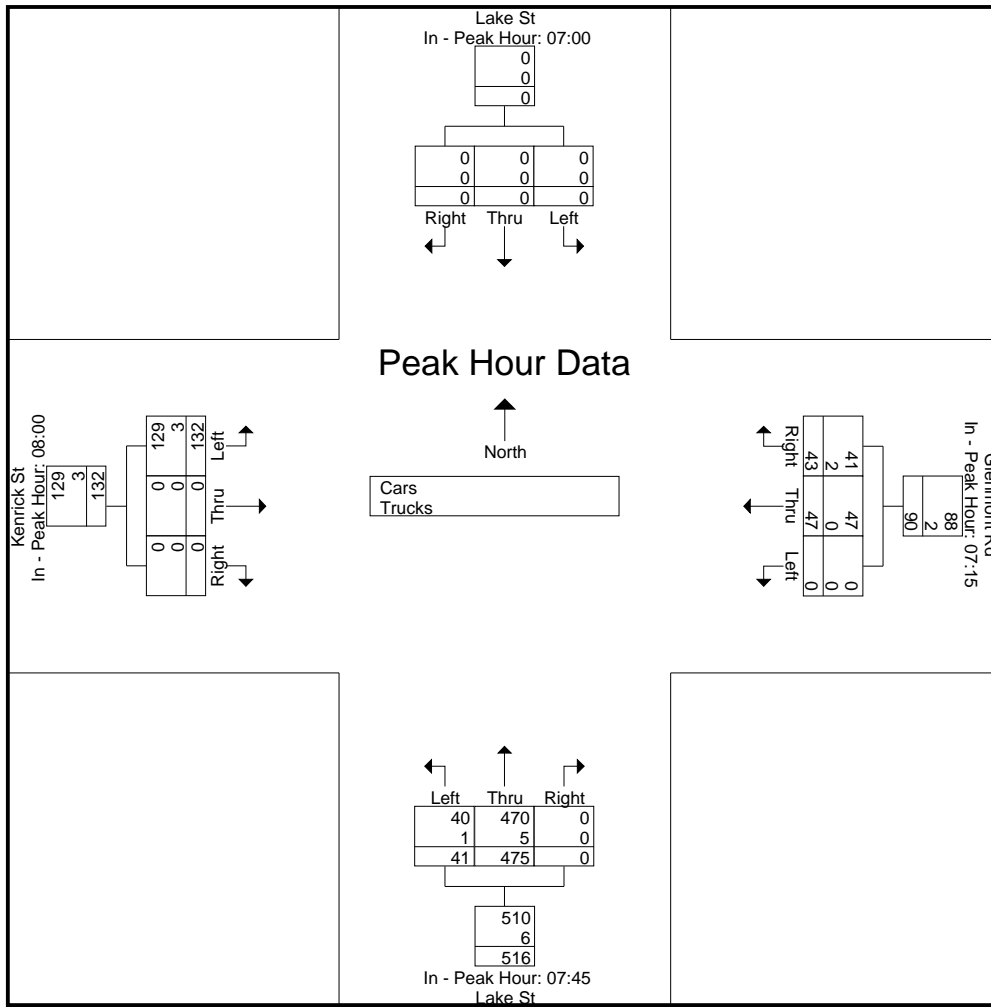 Lake St
In - Peak Hour: 07:00
0
0
0
0 0 0
0 0 0
0 0 0
Right Thru Left
Peak Hour Data
North
Cars
Trucks
Kenrick St
In - Peak Hour: 08:00
129
3
132
129 0 0
3 0 0
132 0 0
Left Thru Right
In - Peak Hour: 07:15
88
2
90
41 47 0
2 0 0
43 47 0
Right Thru Left
Left Thru Right
40 470 0
1 5 0
41 475 0
510
6
516
In - Peak Hour: 07:45
Lake St